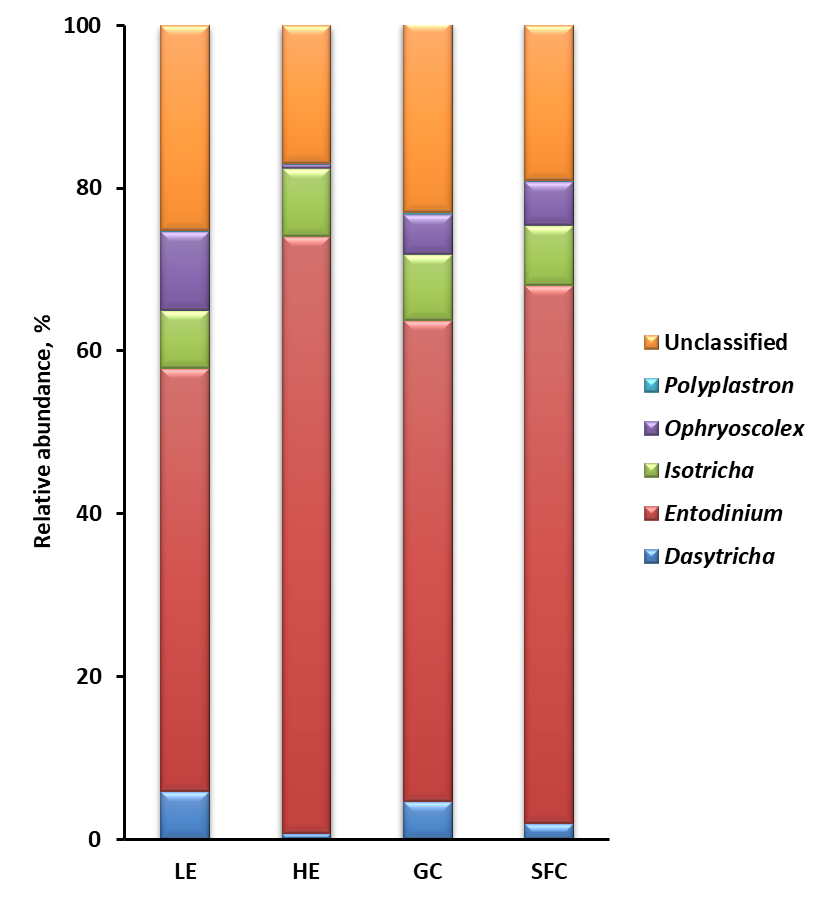 100
80
60
40
20
0
Relative abundance, %
LE HE GC SFC
Unclassified
Polyplastron
Ophryoscolex
Isotricha
Entodinium
Dasytricha